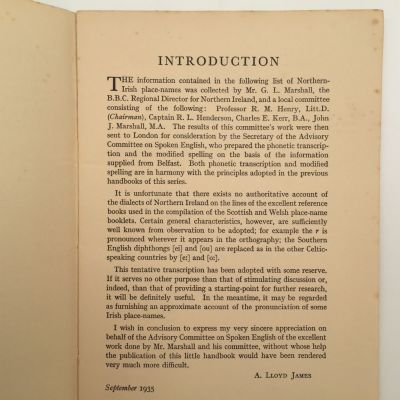 INTRODUCTION
THE information contained in the following list of Northern-
Irish place-names was collected by Mr. G. L. Marshall, the
B.B.C. Regional Director for Northern Ireland, and a local committee
consisting of the following: Professor R. M. Henry, Litt.D.
(Chairman), Captain R. L. Henderson, Charles E. Kerr, B.A., John
J. Marshall, M.A. The results of this committee's work were then
sent to London for consideration by the Secretary of the Advisory
Committee on Spoken English, who prepared the phonetic transcrip-
tion and the modified spelling on the basis of the information
supplied from Belfast. Both phonetic transcription and modified
spelling are in harmony with the principles adopted in the previous
handbooks of this series.
It is unfortunate that there exists no authoritative account of
the dialects of Northern Ireland on the lines of the excellent reference
books used in the compilation of the Scottish and Welsh place-name
booklets. Certain general characteristics, however, are sufficiently
well known from observation to be adopted; for example the r is
pronounced wherever it appears in the orthography; the Southern
English diphthongs [ei] and [ou] are replaced as in the other Celtic-
speaking countries by [eː] and [oː].
This tentative transcription has been adopted with some reserve.
If it serves no other purpose than that of stimulating discussion or,
indeed, than that of providing a starting-point for further research,
it will be definitely useful. In the meantime, it may be regarded
as furnishing an approximate account of the pronunciation of some
Irish place-names.
I wish in conclusion to express my very sincere appreciation on
behalf of the Advisory Committee on Spoken English of the excellent
work done by Mr. Marshall and his committee, without whose help
the publication of this little handbook would have been rendered
very much more difficult.
A. LLOYD JAMES
September 1935